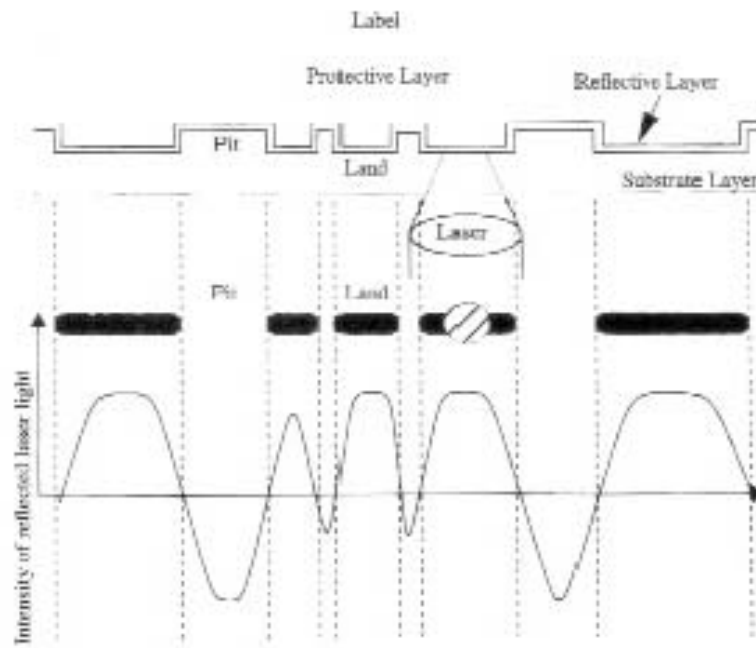 Label
Protective Layer
Reflective Layer
Pit
Land
Substrate Layer
Laser
Pit
Land
Intensity of reflected laser light